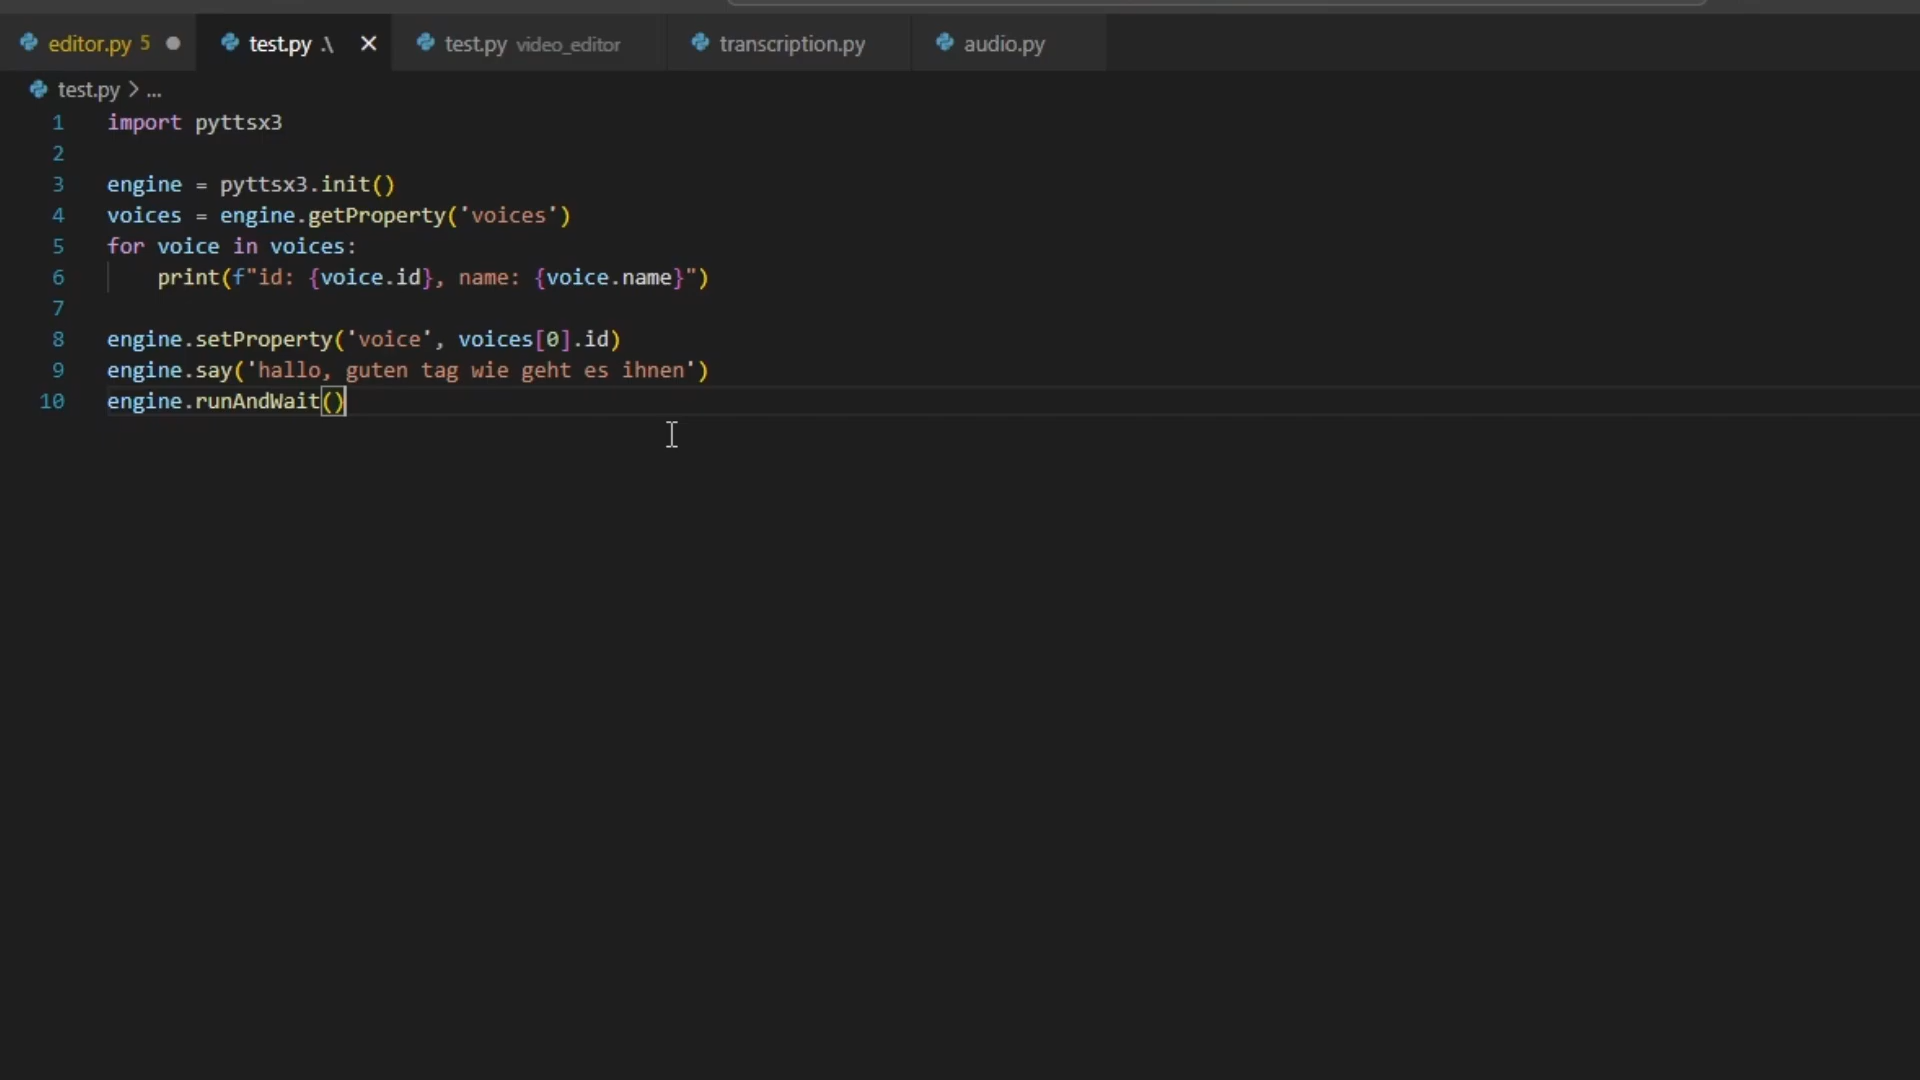 editor.py 5 test.py .\ test.py video_editor transcription.py audio.py
test.py > ...
1 import pyttsx3
2
3 engine = pyttsx3.init()
4 voices = engine.getProperty('voices')
5 for voice in voices:
6     print(f"id: {voice.id}, name: {voice.name}")
7
8 engine.setProperty('voice', voices[0].id)
9 engine.say('hallo, guten tag wie geht es ihnen')
10 engine.runAndWait()